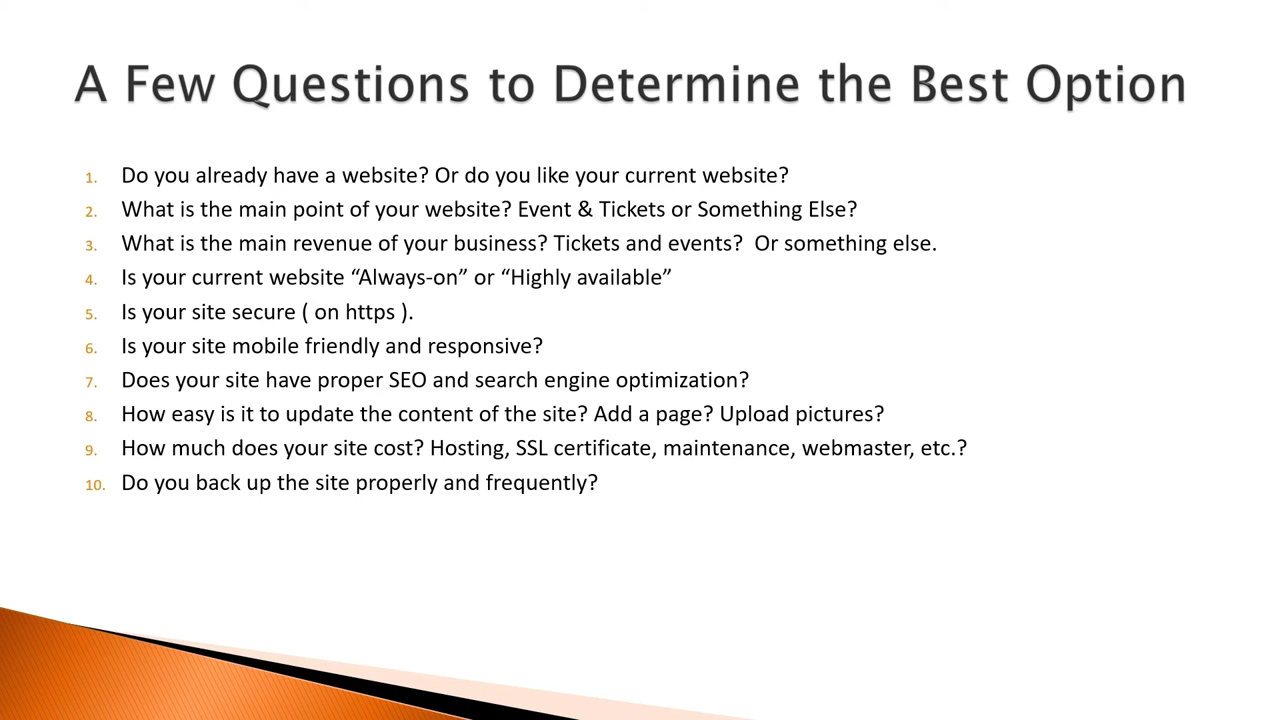 A Few Questions to Determine the Best Option
1. Do you already have a website? Or do you like your current website?
2. What is the main point of your website? Event & Tickets or Something Else?
3. What is the main revenue of your business? Tickets and events?  Or something else.
4. Is your current website “Always-on” or “Highly available”
5. Is your site secure ( on https ).
6. Is your site mobile friendly and responsive?
7. Does your site have proper SEO and search engine optimization?
8. How easy is it to update the content of the site? Add a page? Upload pictures?
9. How much does your site cost? Hosting, SSL certificate, maintenance, webmaster, etc.?
10. Do you back up the site properly and frequently?